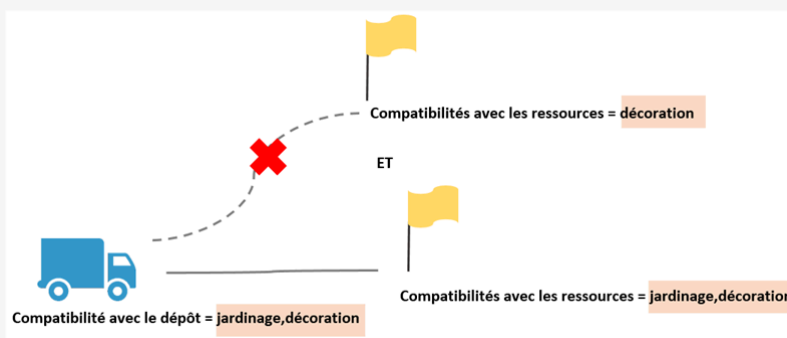 Compatibilités avec les ressources = décoration
ET
Compatibilités avec les ressources = jardinage,décoration
Compatibilité avec le dépôt = jardinage,décoration